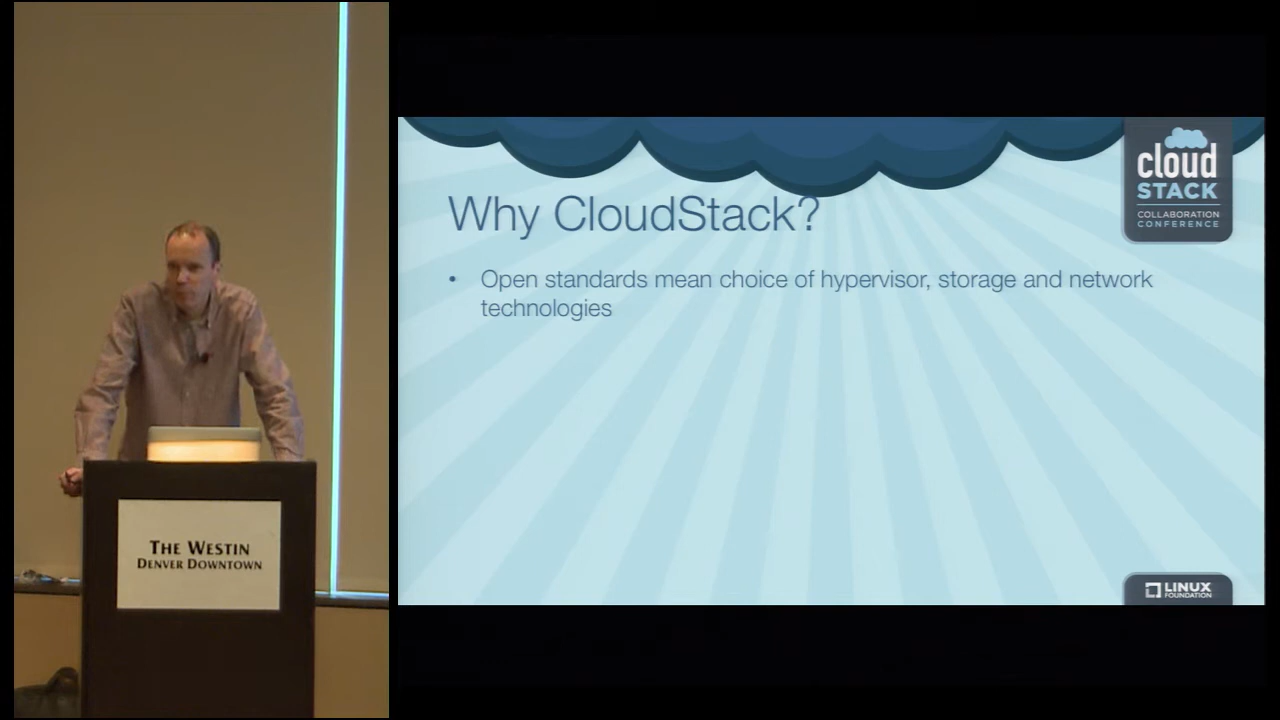 Why CloudStack?
• Open standards mean choice of hypervisor, storage and network
technologies
cloud
STACK
COLLABORATION
CONFERENCE
LINUX
FOUNDATION
THE WESTIN
DENVER DOWNTOWN